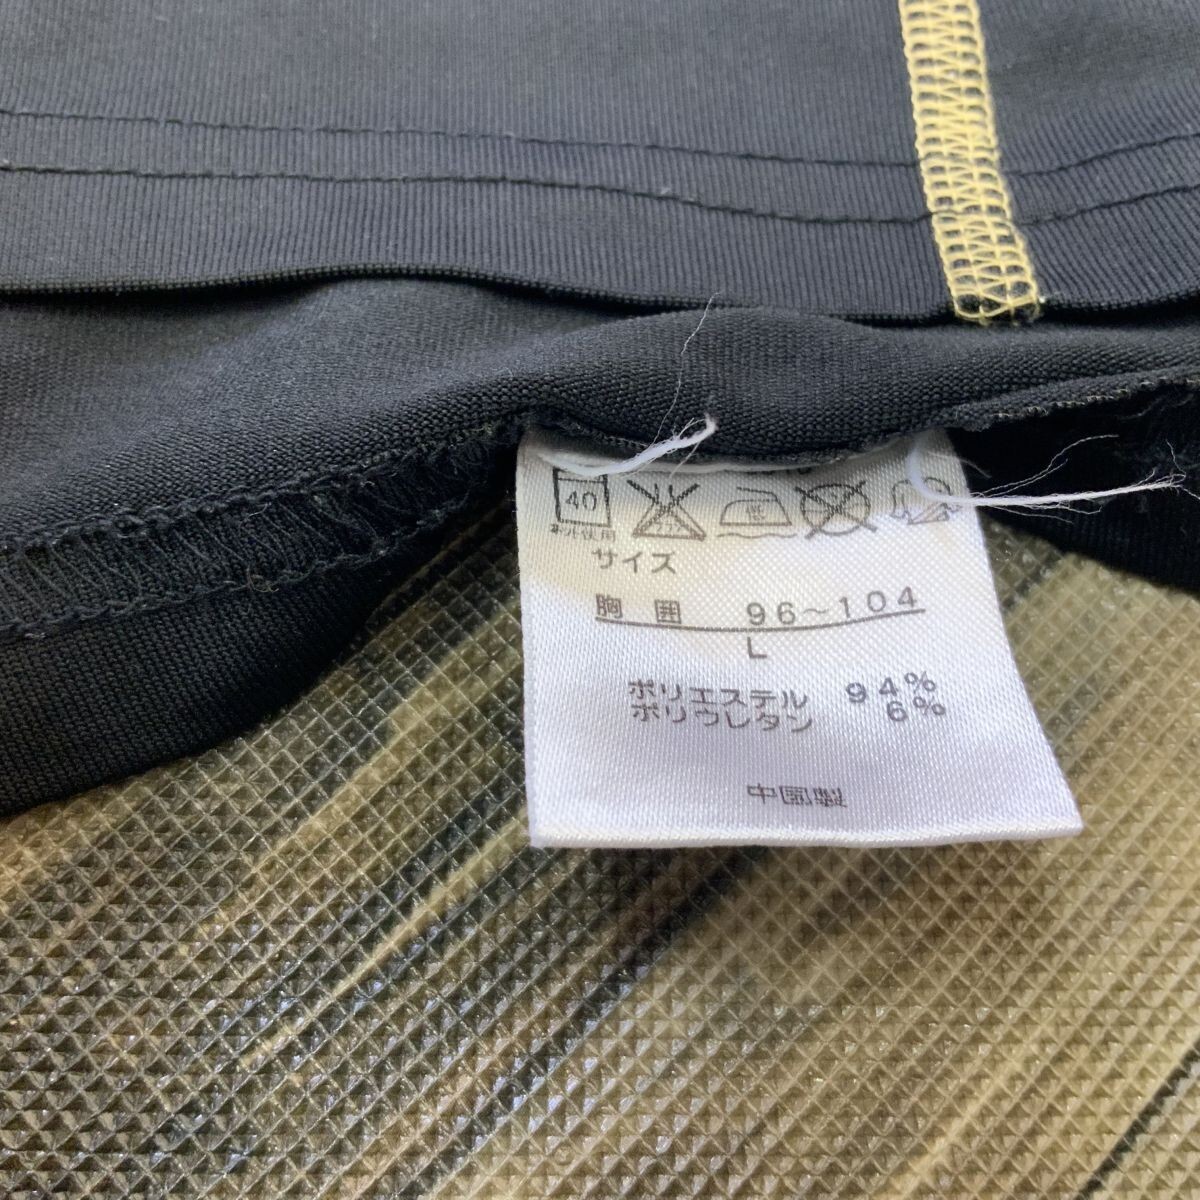 40
ネット使用
低
サイズ
胸 囲 96~104
L
ポリエステル 94%
ポリウレタン 6%
中国製